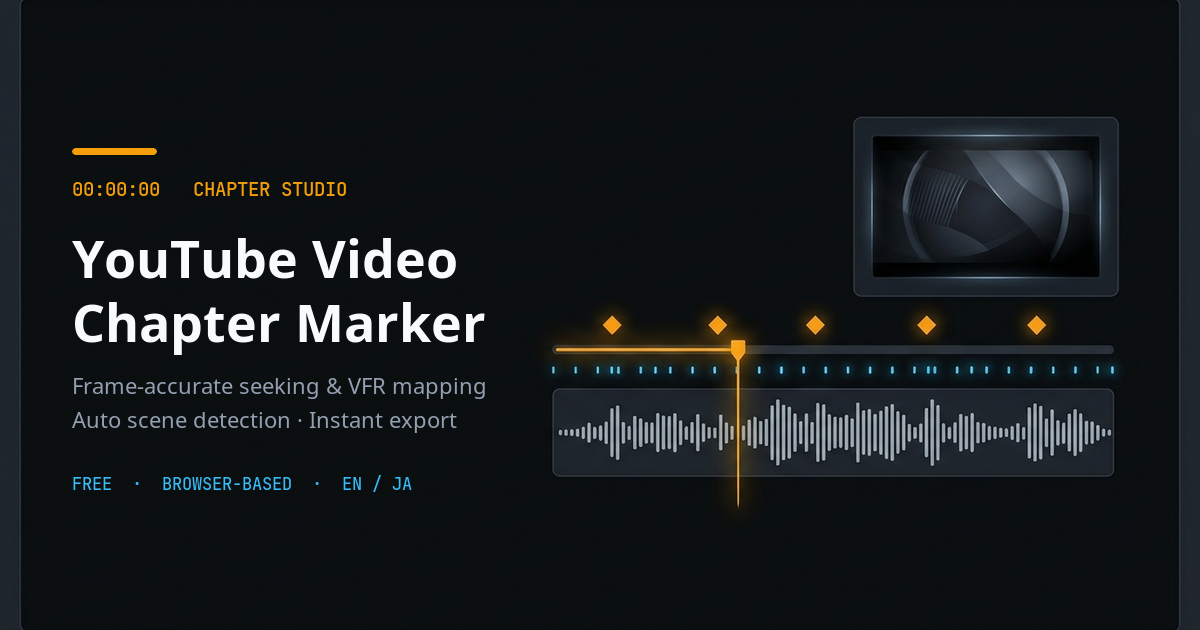 00:00:00 CHAPTER STUDIO
YouTube Video
Chapter Marker
Frame-accurate seeking & VFR mapping
Auto scene detection · Instant export
FREE · BROWSER-BASED · EN / JA